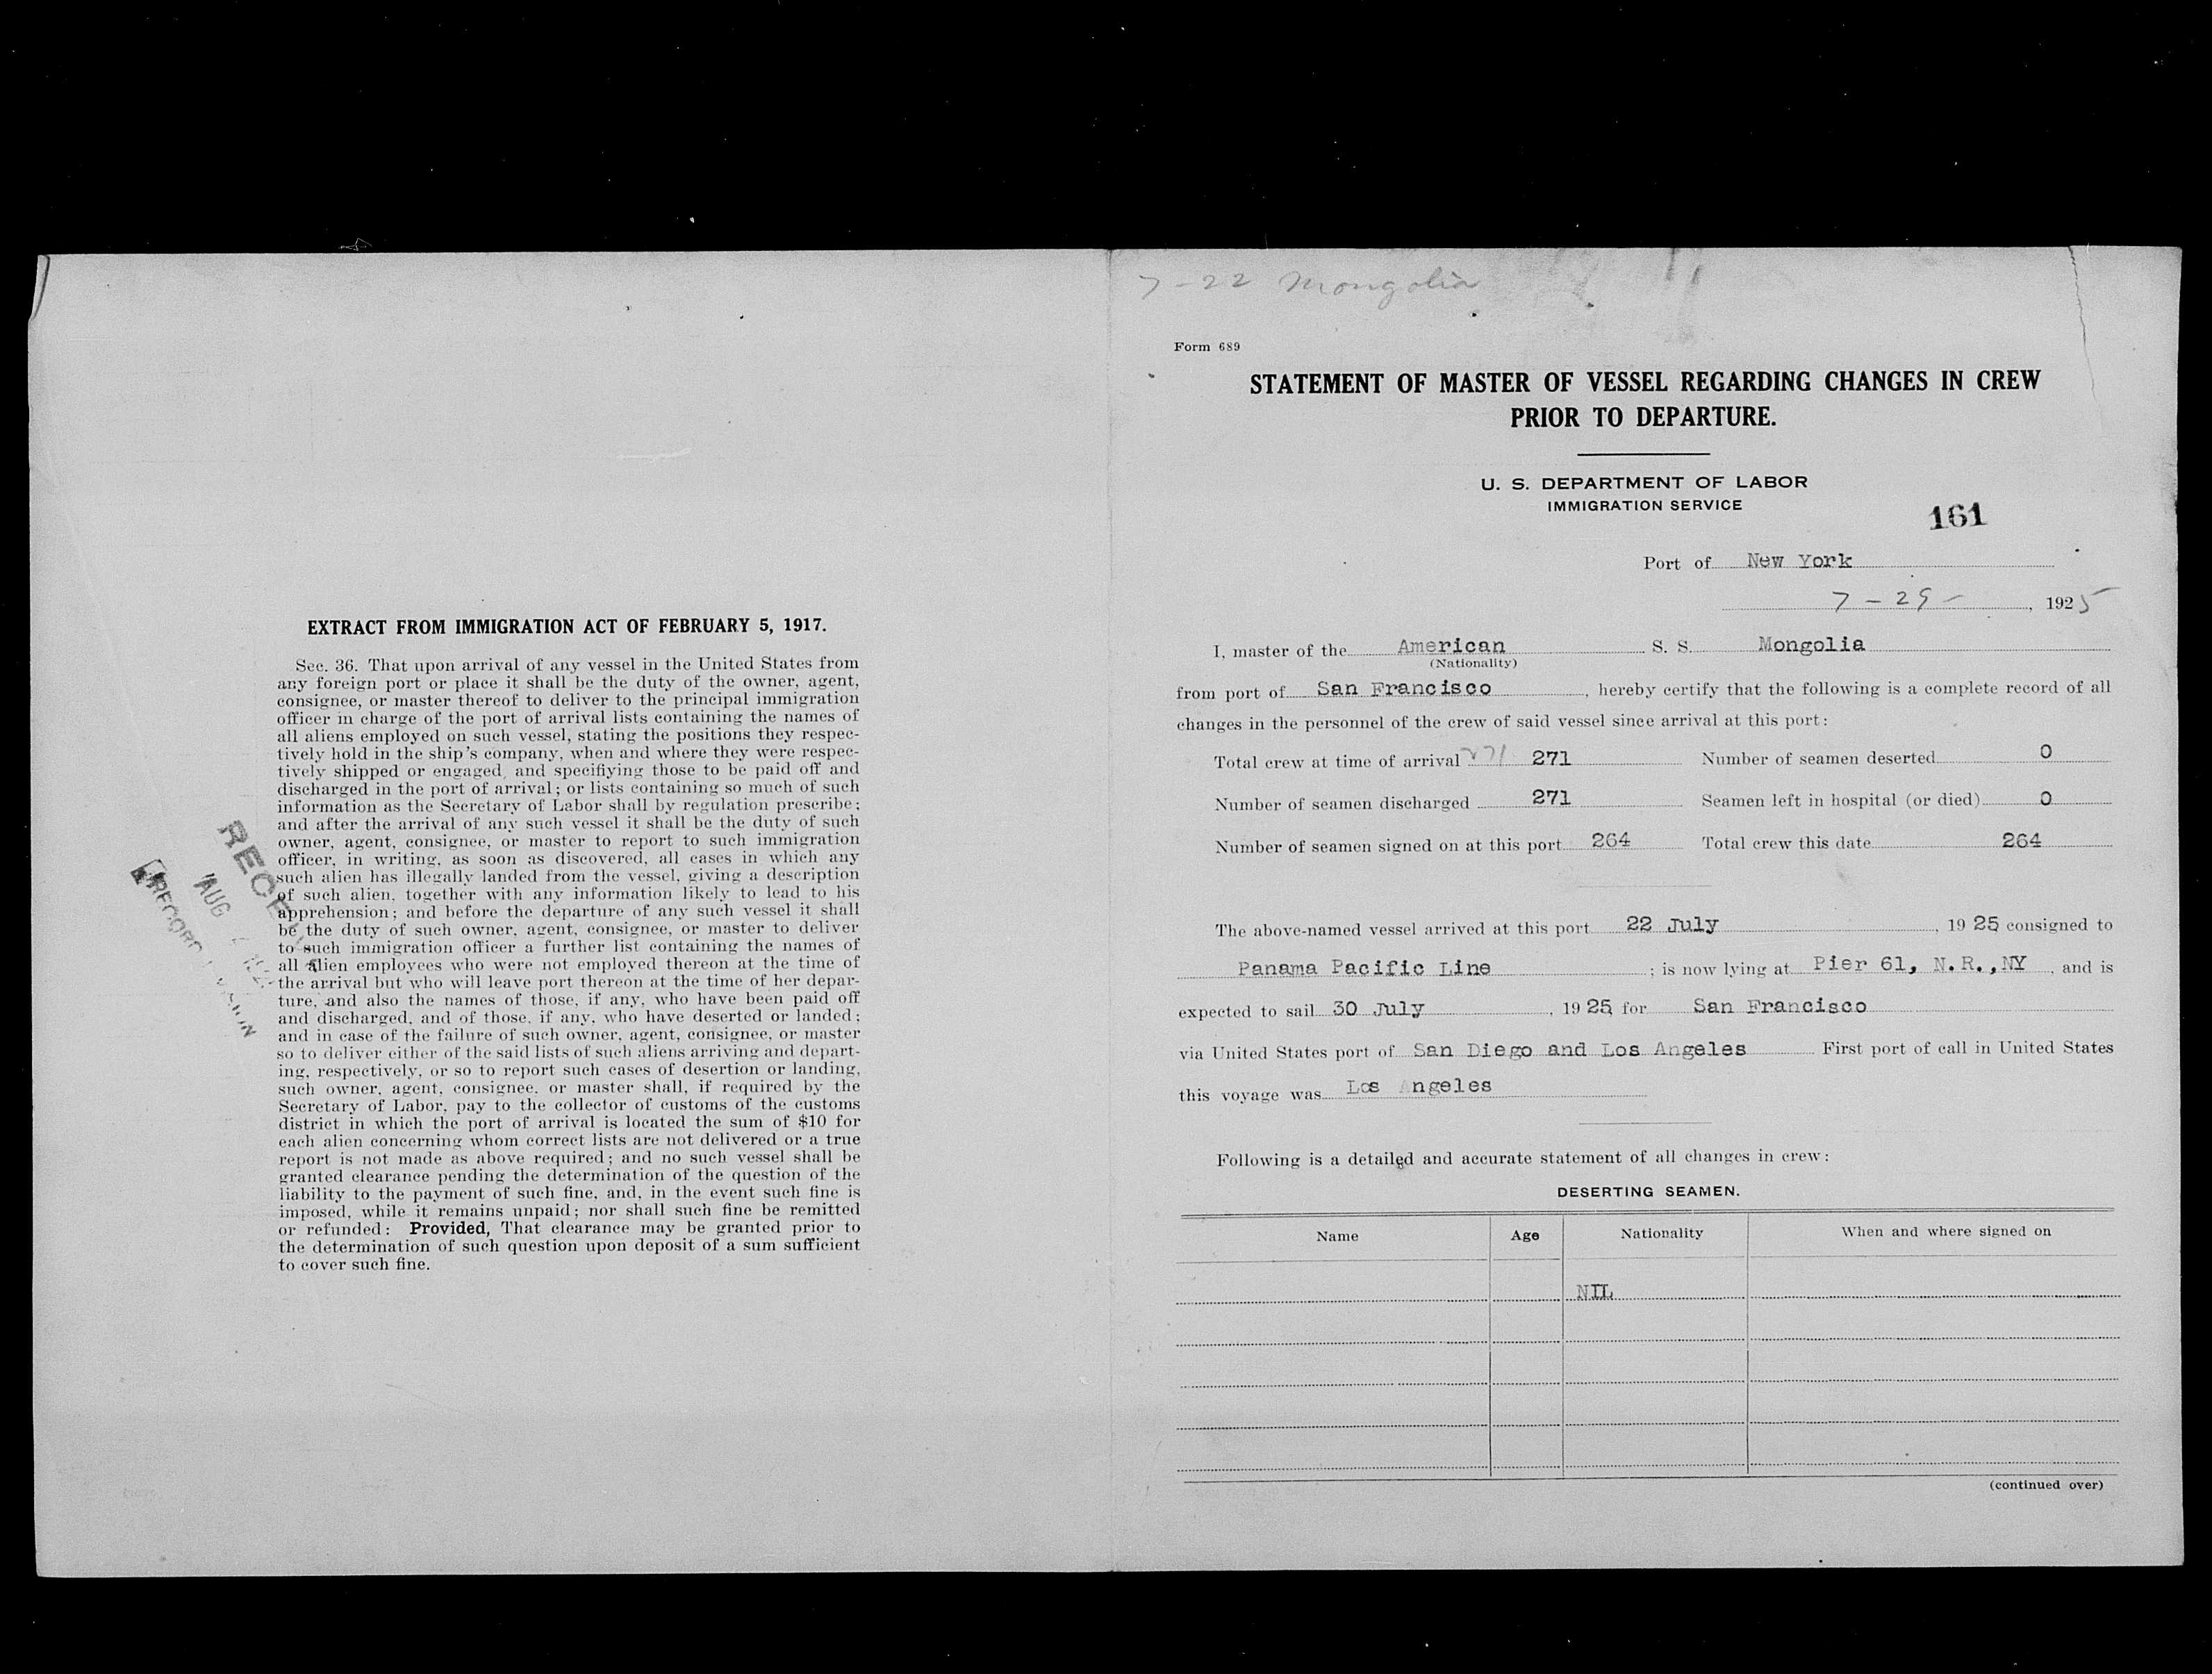 EXTRACT FROM IMMIGRATION ACT OF FEBRUARY 5, 1917.
Sec. 36. That upon arrival of any vessel in the United States from
any foreign port or place it shall be the duty of the owner, agent,
consignee, or master thereof to deliver to the principal immigration
officer in charge of the port of arrival lists containing the names of
all aliens employed on such vessel, stating the positions they respec-
tively hold in the ship's company, when and where they were respec-
tively shipped or engaged, and specifiying those to be paid off and
discharged in the port of arrival; or lists containing so much of such
information as the Secretary of Labor shall by regulation prescribe;
and after the arrival of any such vessel it shall be the duty of such
owner, agent, consignee, or master to report to such immigration
officer, in writing, as soon as discovered, all cases in which any
such alien has illegally landed from the vessel, giving a description
of such alien, together with any information likely to lead to his
apprehension; and before the departure of any such vessel it shall
be the duty of such owner, agent, consignee, or master to deliver
to such immigration officer a further list containing the names of
all alien employees who were not employed thereon at the time of
the arrival but who will leave port thereon at the time of her depar-
ture, and also the names of those, if any, who have been paid off
and discharged, and of those, if any, who have deserted or landed;
and in case of the failure of such owner, agent, consignee, or master
so to deliver either of the said lists of such aliens arriving and depart-
ing, respectively, or so to report such cases of desertion or landing,
such owner, agent, consignee, or master shall, if required by the
Secretary of Labor, pay to the collector of customs of the customs
district in which the port of arrival is located the sum of $10 for
each alien concerning whom correct lists are not delivered or a true
report is not made as above required; and no such vessel shall be
granted clearance pending the determination of the question of the
liability to the payment of such fine, and, in the event such fine is
imposed, while it remains unpaid; nor shall such fine be remitted
or refunded: Provided, That clearance may be granted prior to
the determination of such question upon deposit of a sum sufficient
to cover such fine.
AUG
7-22 Mongolia
Form 689
STATEMENT OF MASTER OF VESSEL REGARDING CHANGES IN CREW
PRIOR TO DEPARTURE.
U. S. DEPARTMENT OF LABOR
IMMIGRATION SERVICE
161
Port of New York
7-29-, 1925
I, master of the American S. S. Mongolia
(Nationality)
from port of San Francisco, hereby certify that the following is a complete record of all
changes in the personnel of the crew of said vessel since arrival at this port:
Total crew at time of arrival 271 271 Number of seamen deserted 0
Number of seamen discharged 271 Seamen left in hospital (or died) 0
Number of seamen signed on at this port 264 Total crew this date 264
The above-named vessel arrived at this port 22 July, 1925 consigned to
Panama Pacific Line; is now lying at Pier 61, N.R.,NY, and is
expected to sail 30 July, 1925 for San Francisco
via United States port of San Diego and Los Angeles First port of call in United States
this voyage was Los Angeles
Following is a detailed and accurate statement of all changes in crew:
DESERTING SEAMEN.
Name Age Nationality When and where signed on
NIL
(continued over)